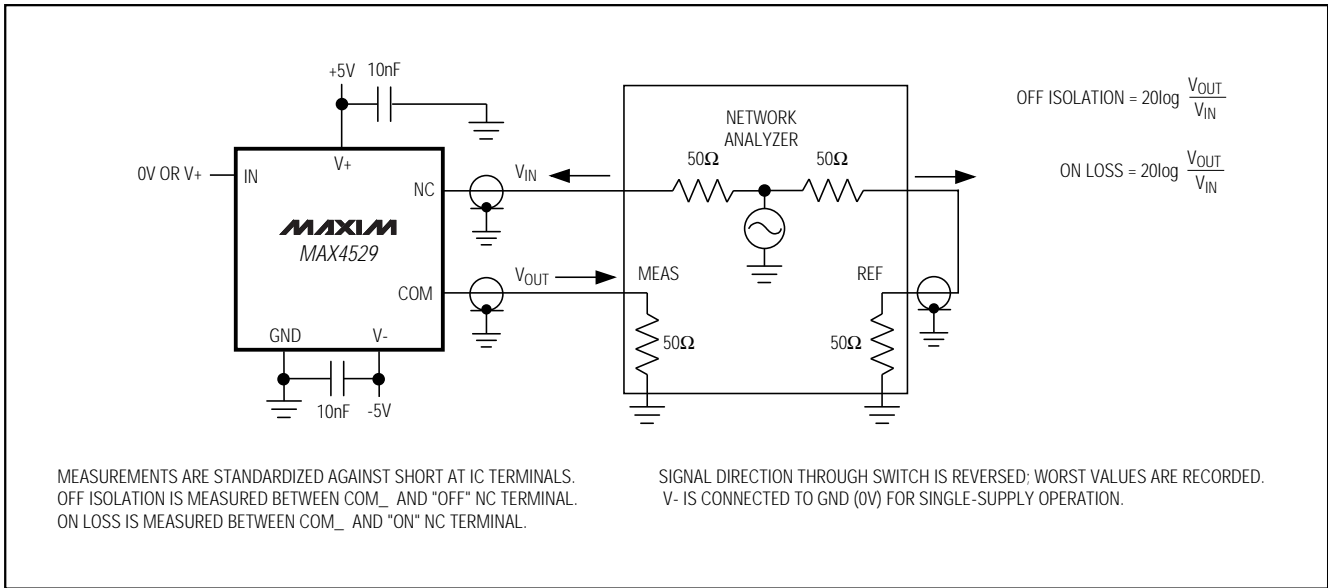 +5V 10nF
V+
0V OR V+
IN
NC
MAXIM
MAX4529
COM
GND
V-
10nF
-5V
VIN
VOUT
NETWORK
ANALYZER
50Ω
50Ω
MEAS
REF
50Ω
50Ω
OFF ISOLATION = 20log VOUT
VIN
ON LOSS = 20log VOUT
VIN
MEASUREMENTS ARE STANDARDIZED AGAINST SHORT AT IC TERMINALS.
OFF ISOLATION IS MEASURED BETWEEN COM_ AND "OFF" NC TERMINAL.
ON LOSS IS MEASURED BETWEEN COM_ AND "ON" NC TERMINAL.
SIGNAL DIRECTION THROUGH SWITCH IS REVERSED; WORST VALUES ARE RECORDED.
V- IS CONNECTED TO GND (0V) FOR SINGLE-SUPPLY OPERATION.